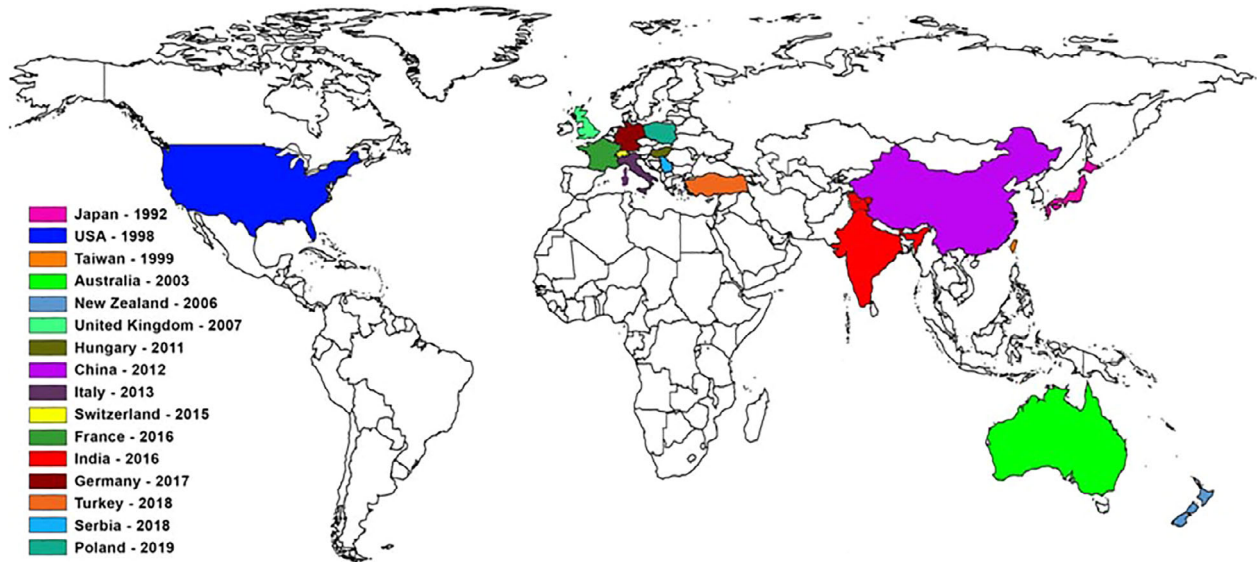 Japan - 1992
USA - 1998
Taiwan - 1999
Australia - 2003
New Zealand - 2006
United Kingdom - 2007
Hungary - 2011
China - 2012
Italy - 2013
Switzerland - 2015
France - 2016
India - 2016
Germany - 2017
Turkey - 2018
Serbia - 2018
Poland - 2019